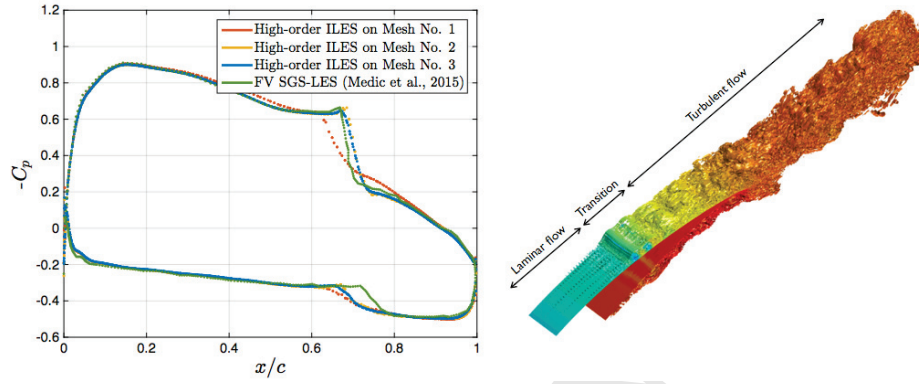 High-order ILES on Mesh No. 1
High-order ILES on Mesh No. 2
High-order ILES on Mesh No. 3
FV SGS-LES (Medic et al., 2015)
1
0.8
0.6
0.4
0.2
0
-0.2
-0.4
-0.6
-0.8
-1
-Cp
0 0.2 0.4 0.6 0.8 1
x/c
Laminar flow
Transition
Turbulent flow